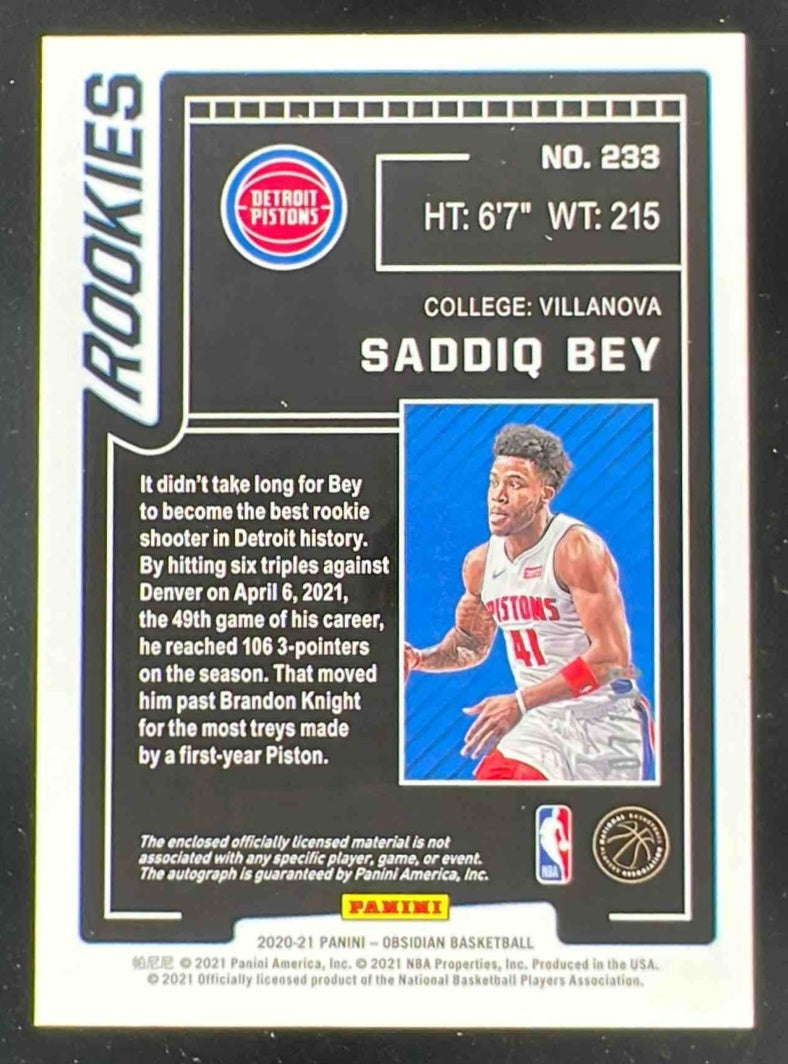 ROOKIES
DETROIT
PISTONS
NO. 233
HT: 6'7" WT: 215
COLLEGE: VILLANOVA
SADDIQ BEY
It didn't take long for Bey
to become the best rookie
shooter in Detroit history.
By hitting six triples against
Denver on April 6, 2021,
the 49th game of his career,
he reached 106 3-pointers
on the season. That moved
him past Brandon Knight
for the most treys made
by a first-year Piston.
PISTONS
41
The enclosed officially licensed material is not
associated with any specific player, game, or event.
The autograph is guaranteed by Panini America, Inc.
NBA
NATIONAL BASKETBALL
PANINI
2020-21 PANINI – OBSIDIAN BASKETBALL
帕尼尼 © 2021 Panini America, Inc. © 2021 NBA Properties, Inc. Produced in the USA.
© 2021 Officially licensed product of the National Basketball Players Association.